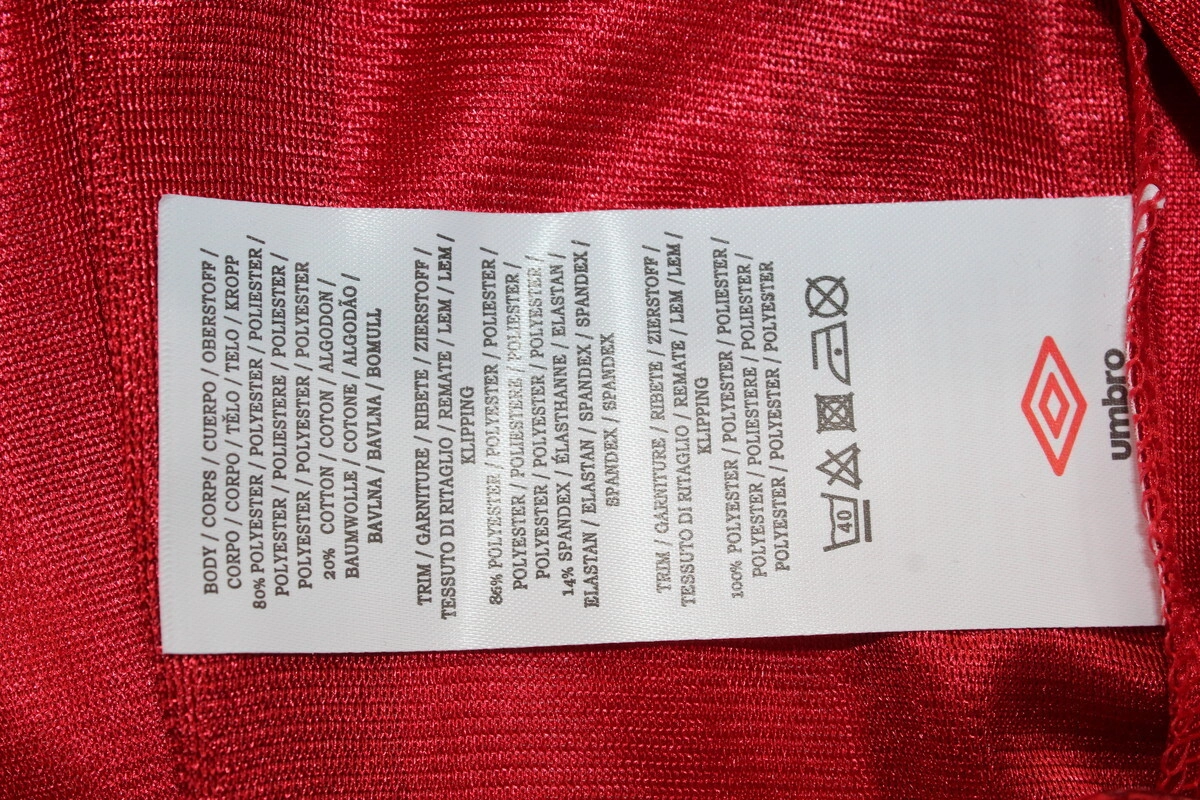 BODY / CORPS / CUERPO / OBERSTOFF /
CORPO / CORPO / TĚLO / TELO / KROPP
80% POLYESTER / POLYESTER / POLIESTER /
POLYESTER / POLIESTERE / POLIÉSTER /
POLYESTER / POLYESTER / POLYESTER
20% COTTON / COTON / ALGODON /
BAUMWOLLE / COTONE / ALGODÃO /
BAVLNA / BAVLNA / BOMULL
TRIM / GARNITURE / RIBETE / ZIERSTOFF /
TESSUTO DI RITAGLIO / REMATE / LEM / LEM /
KLIPPING
86% POLYESTER / POLYESTER / POLIESTER /
POLYESTER / POLIESTERE / POLIÉSTER /
POLYESTER / POLYESTER / POLYESTER
14% SPANDEX / ÉLASTHANNE / ELASTAN /
ELASTAN / ELASTAN / SPANDEX / SPANDEX /
SPANDEX / SPANDEX
TRIM / GARNITURE / RIBETE / ZIERSTOFF /
TESSUTO DI RITAGLIO / REMATE / LEM / LEM /
KLIPPING
100% POLYESTER / POLYESTER / POLIESTER /
POLYESTER / POLIESTERE / POLIÉSTER /
POLYESTER / POLYESTER / POLYESTER
40
umbro